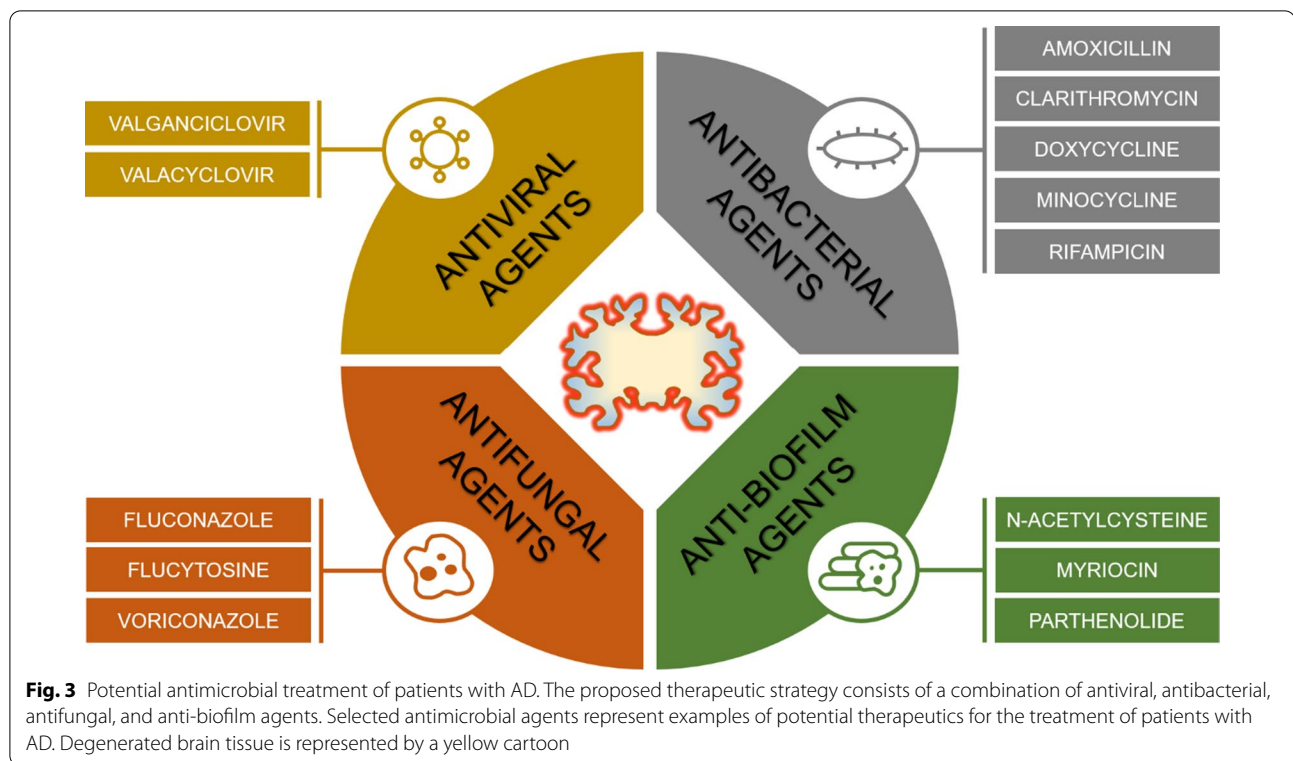 VALGANCICLOVIR
VALACYCLOVIR
ANTIVIRAL
AGENTS
ANTIBACTERIAL
AGENTS
AMOXICILLIN
CLARITHROMYCIN
DOXYCYCLINE
MINOCYCLINE
RIFAMPICIN
ANTIFUNGAL
AGENTS
FLUCONAZOLE
FLUCYTOSINE
VORICONAZOLE
ANTI-BIOFILM
AGENTS
N-ACETYLCYSTEINE
MYRIOCIN
PARTHENOLIDE
Fig. 3 Potential antimicrobial treatment of patients with AD. The proposed therapeutic strategy consists of a combination of antiviral, antibacterial,
antifungal, and anti-biofilm agents. Selected antimicrobial agents represent examples of potential therapeutics for the treatment of patients with
AD. Degenerated brain tissue is represented by a yellow cartoon